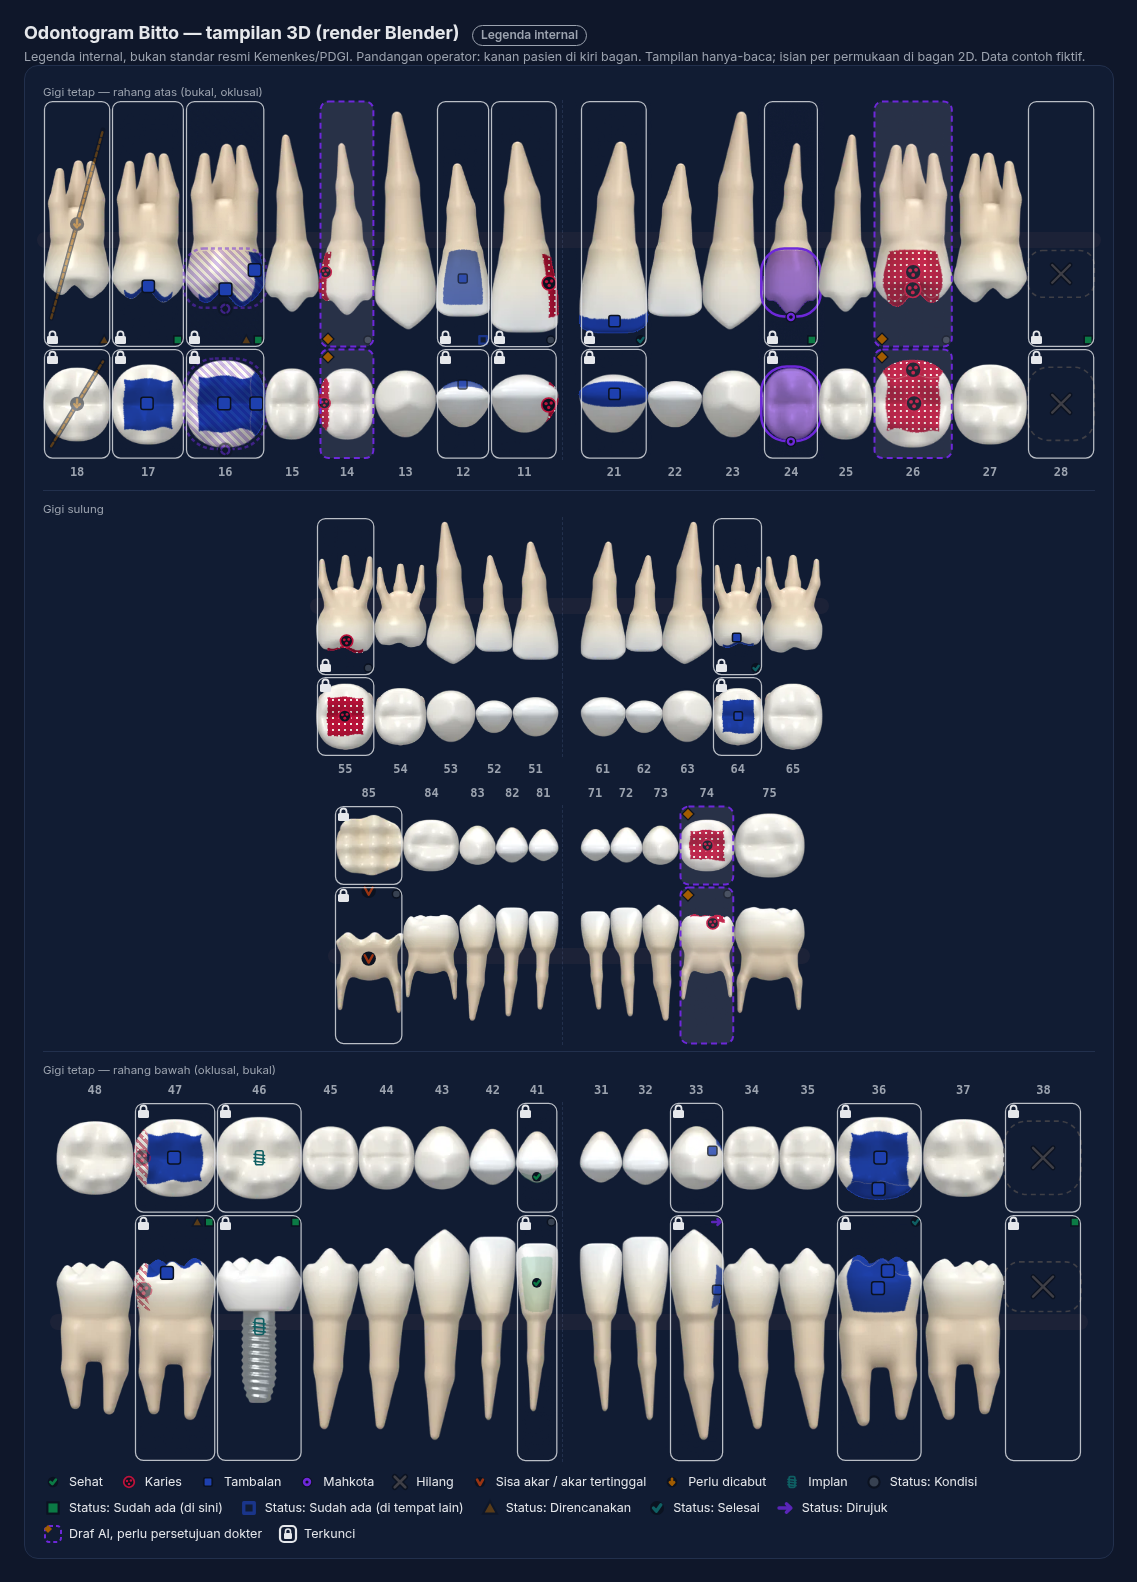 Odontogram Bitto — tampilan 3D (render Blender) Legenda internal
Legenda internal, bukan standar resmi Kemenkes/PDGI. Pandangan operator: kanan pasien di kiri bagan. Tampilan hanya-baca; isian per permukaan di bagan 2D. Data contoh fiktif.
Gigi tetap — rahang atas (bukal, oklusal)
18 17 16 15 14 13 12 11 21 22 23 24 25 26 27 28
Gigi sulung
55 54 53 52 51 61 62 63 64 65
85 84 83 82 81 71 72 73 74 75
Gigi tetap — rahang bawah (oklusal, bukal)
48 47 46 45 44 43 42 41 31 32 33 34 35 36 37 38
Sehat Karies Tambalan Mahkota Hilang Sisa akar / akar tertinggal Perlu dicabut Implan Status: Kondisi
Status: Sudah ada (di sini) Status: Sudah ada (di tempat lain) Status: Direncanakan Status: Selesai Status: Dirujuk
Draf AI, perlu persetujuan dokter Terkunci